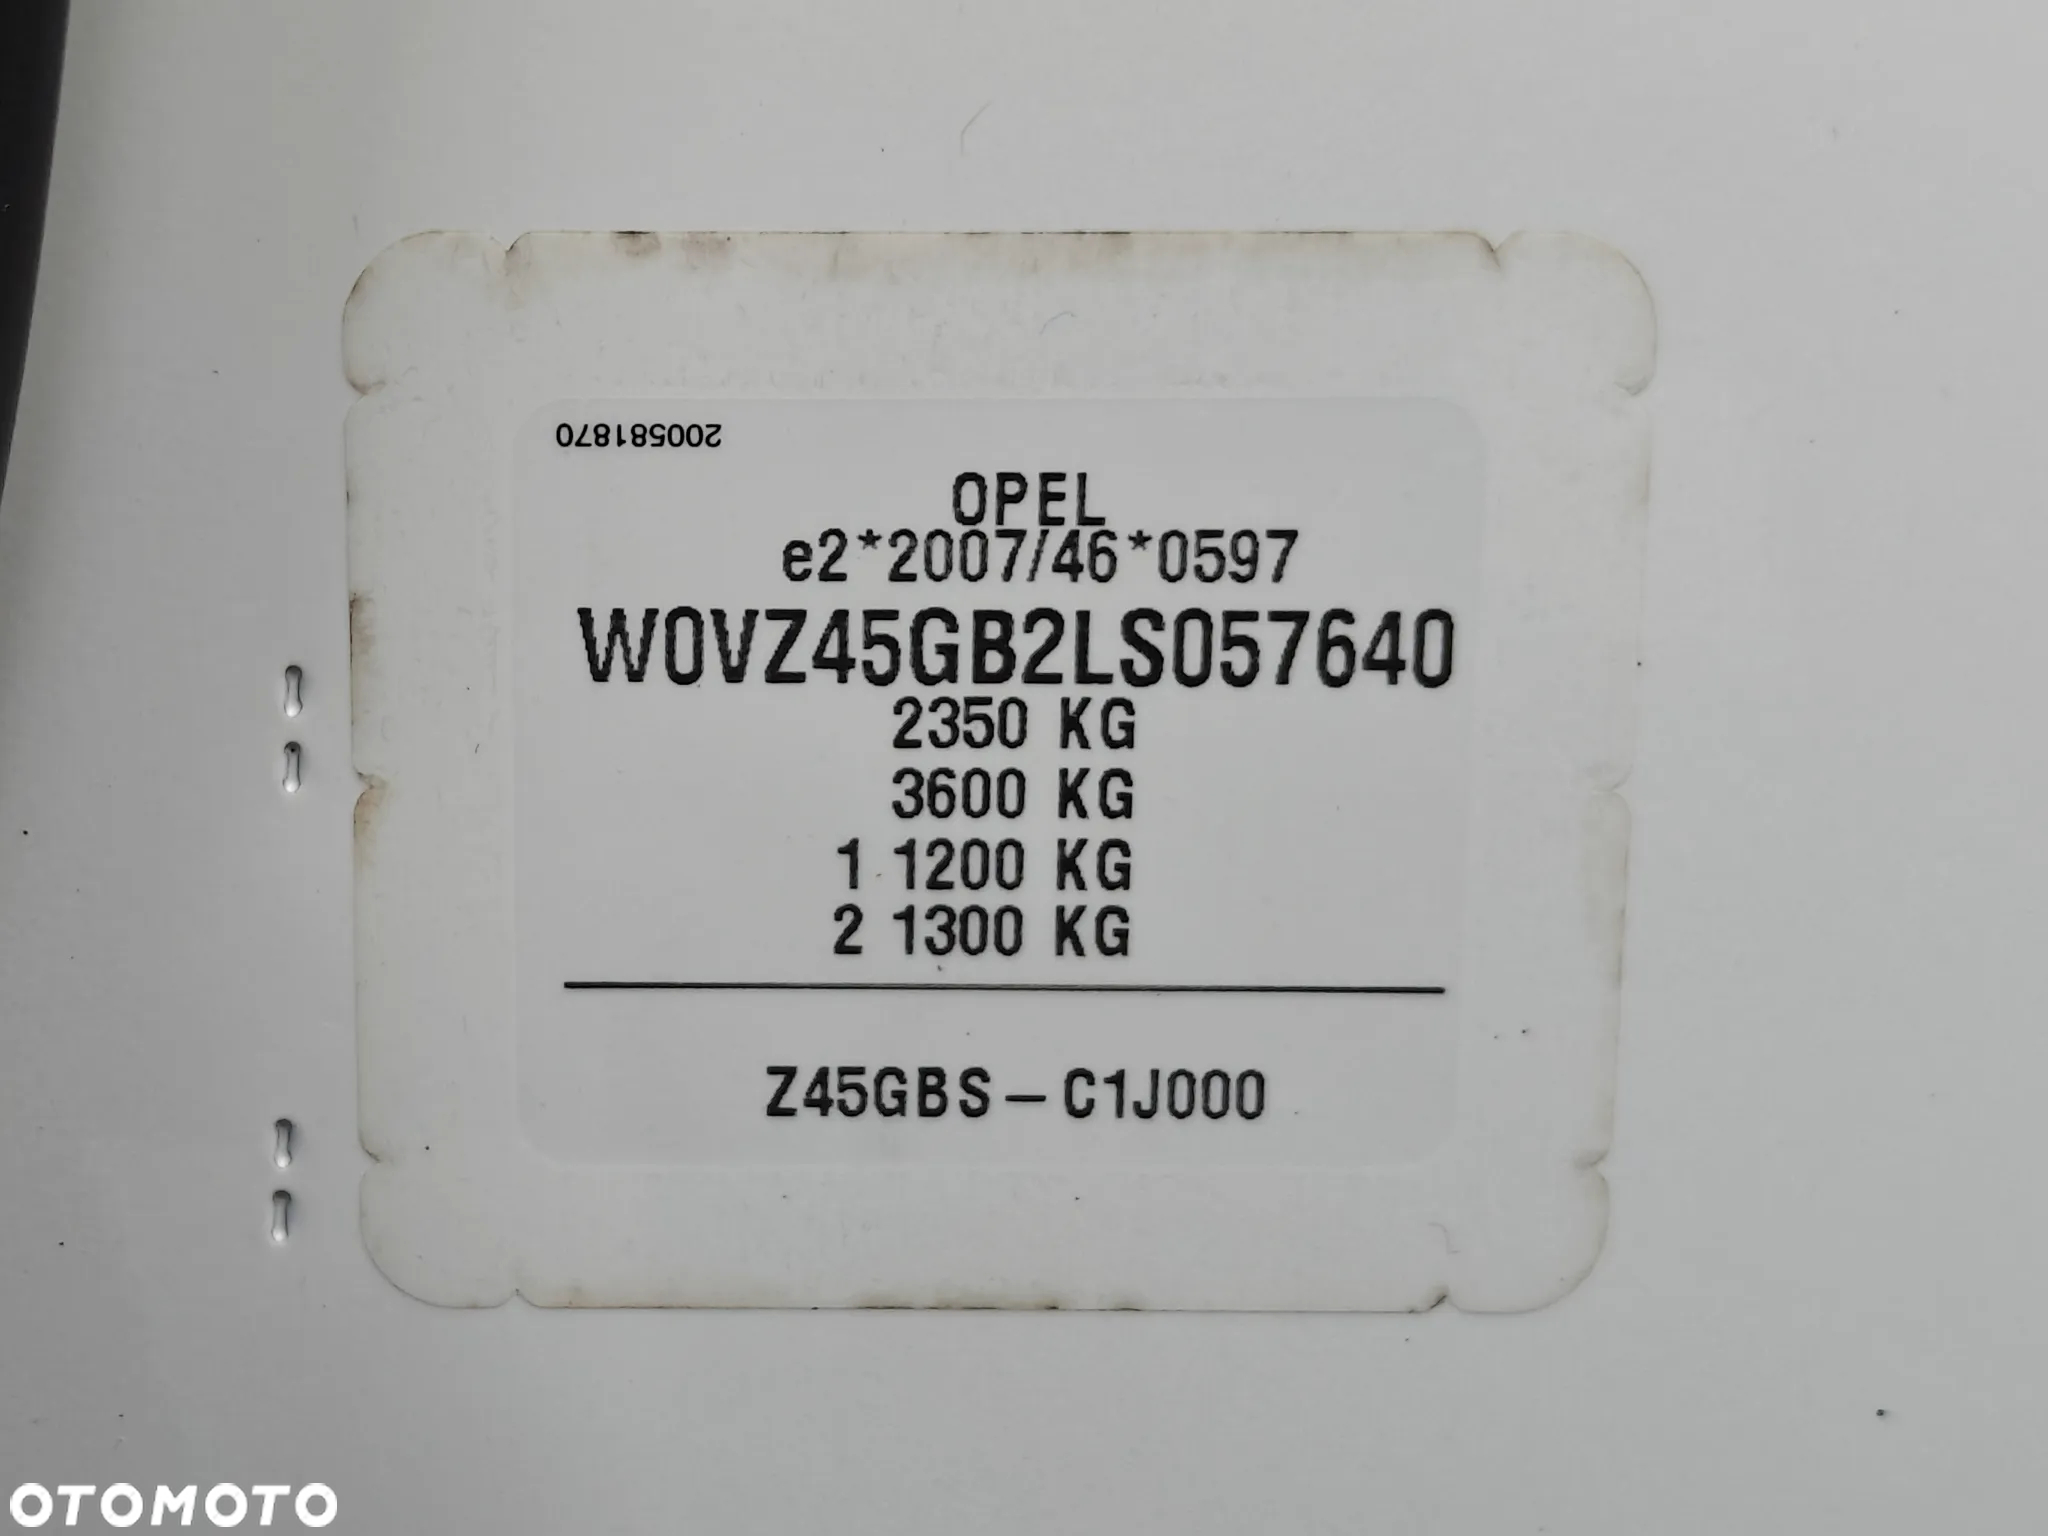 200581870
OPEL
e2*2007/46*0597
W0VZ45GB2LS057640
2350 KG
3600 KG
1 1200 KG
2 1300 KG
Z45GBS – C1J000
OTOMOTO